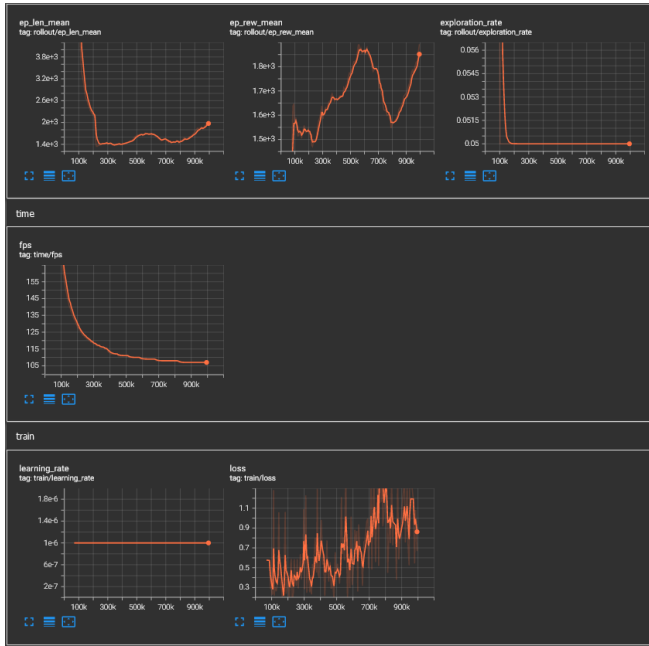 ep_len_mean
tag: rollout/ep_len_mean
3.8e+3
3.2e+3
2.6e+3
2e+3
1.4e+3
100k 300k 500k 700k 900k
ep_rew_mean
tag: rollout/ep_rew_mean
1.8e+3
1.7e+3
1.6e+3
1.5e+3
100k 300k 500k 700k 900k
exploration_rate
tag: rollout/exploration_rate
0.056
0.0545
0.053
0.0515
0.05
100k 300k 500k 700k 900k
time
fps
tag: time/fps
155
145
135
125
115
105
100k 300k 500k 700k 900k
train
learning_rate
tag: train/learning_rate
1.8e-6
1.4e-6
1e-6
6e-7
2e-7
100k 300k 500k 700k 900k
loss
tag: train/loss
1.1
0.9
0.7
0.5
0.3
100k 300k 500k 700k 900k